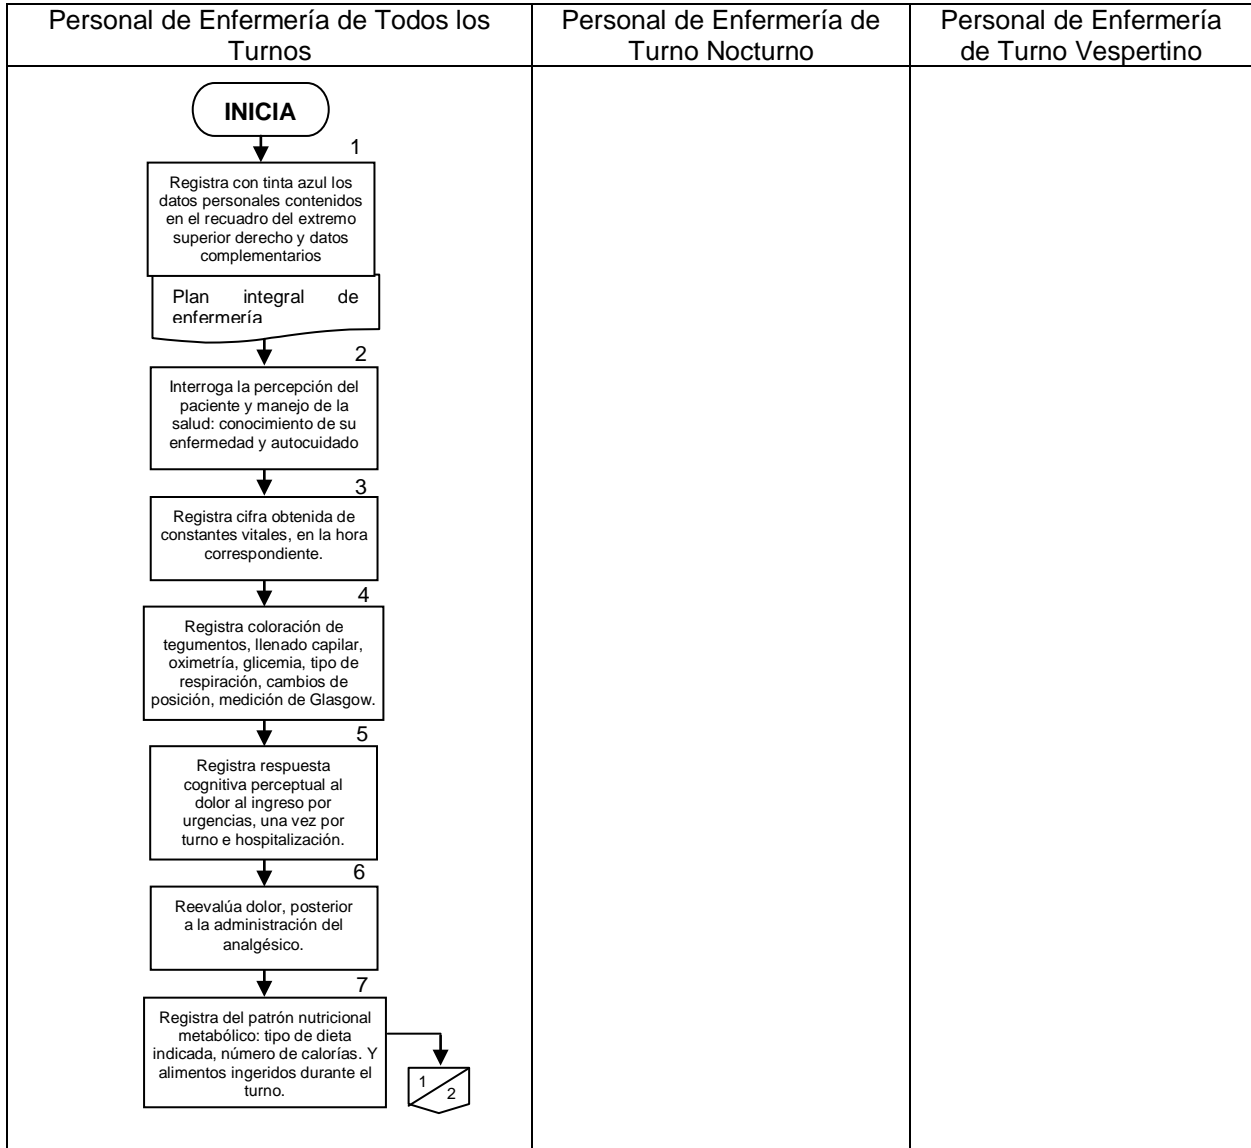 Personal de Enfermería de Todos los
Turnos
Personal de Enfermería de
Turno Nocturno
Personal de Enfermería
de Turno Vespertino
INICIA
1
Registra con tinta azul los
datos personales contenidos
en el recuadro del extremo
superior derecho y datos
complementarios
Plan integral de
enfermería
2
Interroga la percepción del
paciente y manejo de la
salud: conocimiento de su
enfermedad y autocuidado
3
Registra cifra obtenida de
constantes vitales, en la hora
correspondiente.
4
Registra coloración de
tegumentos, llenado capilar,
oximetría, glicemia, tipo de
respiración, cambios de
posición, medición de Glasgow.
5
Registra respuesta
cognitiva perceptual al
dolor al ingreso por
urgencias, una vez por
turno e hospitalización.
6
Reevalúa dolor, posterior
a la administración del
analgésico.
7
Registra del patrón nutricional
metabólico: tipo de dieta
indicada, número de calorías. Y
alimentos ingeridos durante el
turno.
1
2